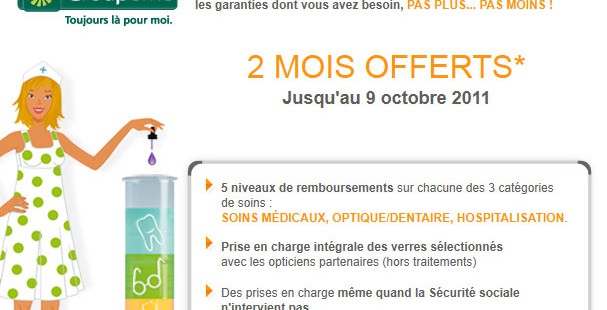 les garanties dont vous avez besoin, PAS PLUS... PAS MOINS !
Toujours là pour moi.
2 MOIS OFFERTS*
Jusqu'au 9 octobre 2011
5 niveaux de remboursements sur chacune des 3 catégories
de soins :
SOINS MÉDICAUX, OPTIQUE/DENTAIRE, HOSPITALISATION.
Prise en charge intégrale des verres sélectionnés
avec les opticiens partenaires (hors traitements)
Des prises en charge même quand la Sécurité sociale
n'intervient pas